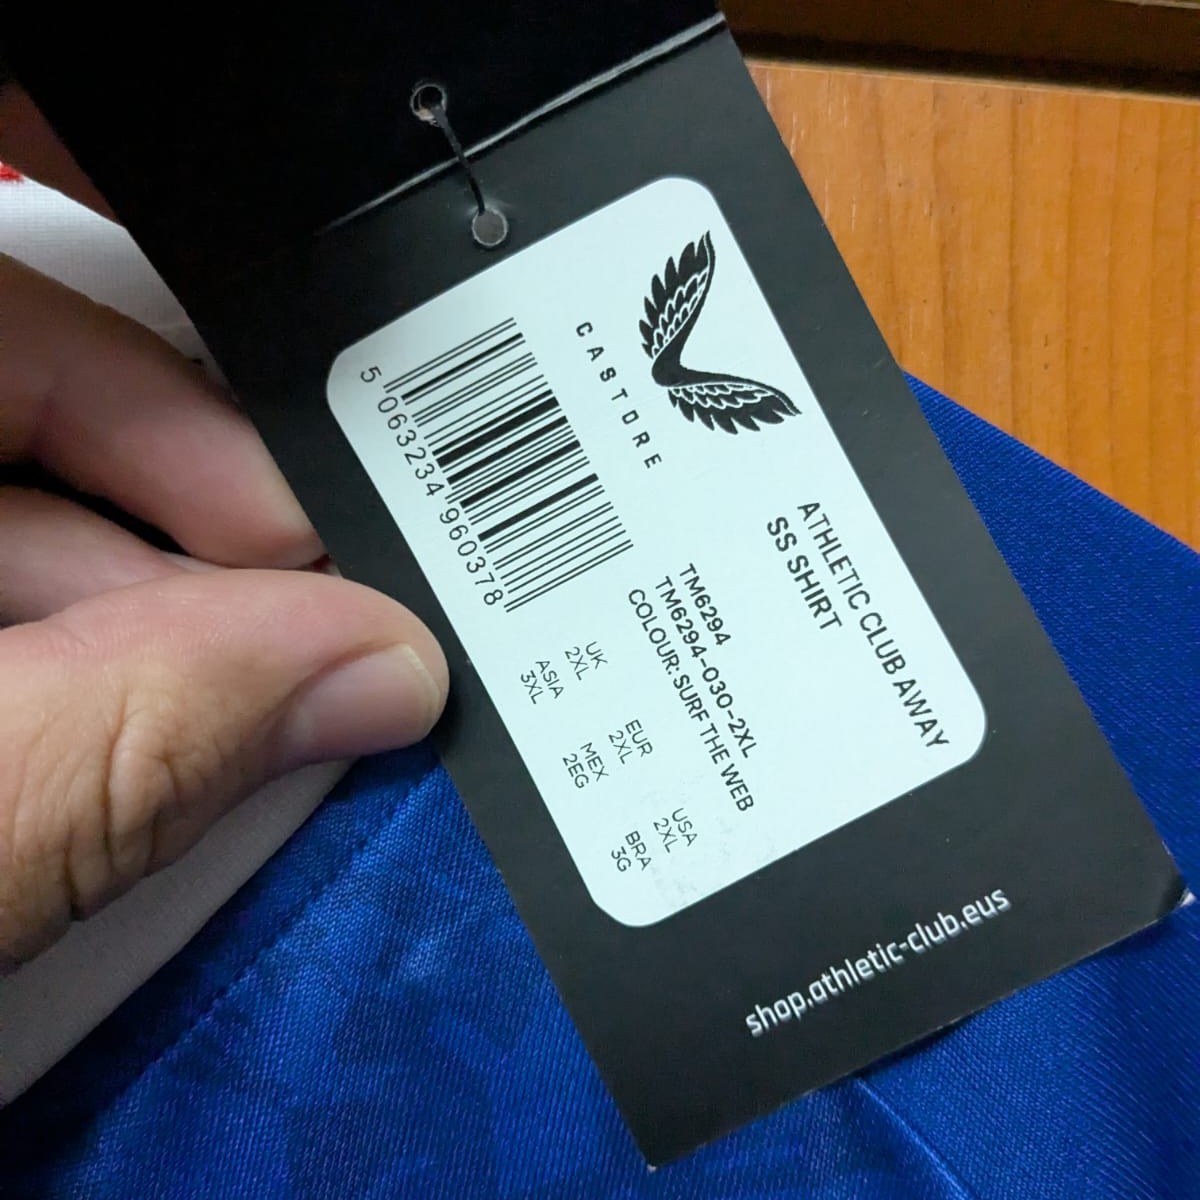 CASTORE
ATHLETIC CLUB AWAY
SS SHIRT
TM6294
TM6294-030-2XL
COLOUR: SURF THE WEB
UK EUR USA
2XL 2XL 2XL
ASIA MEX BRA
3XL 2EG 3G
5 063234 960378
shop.athletic-club.eus